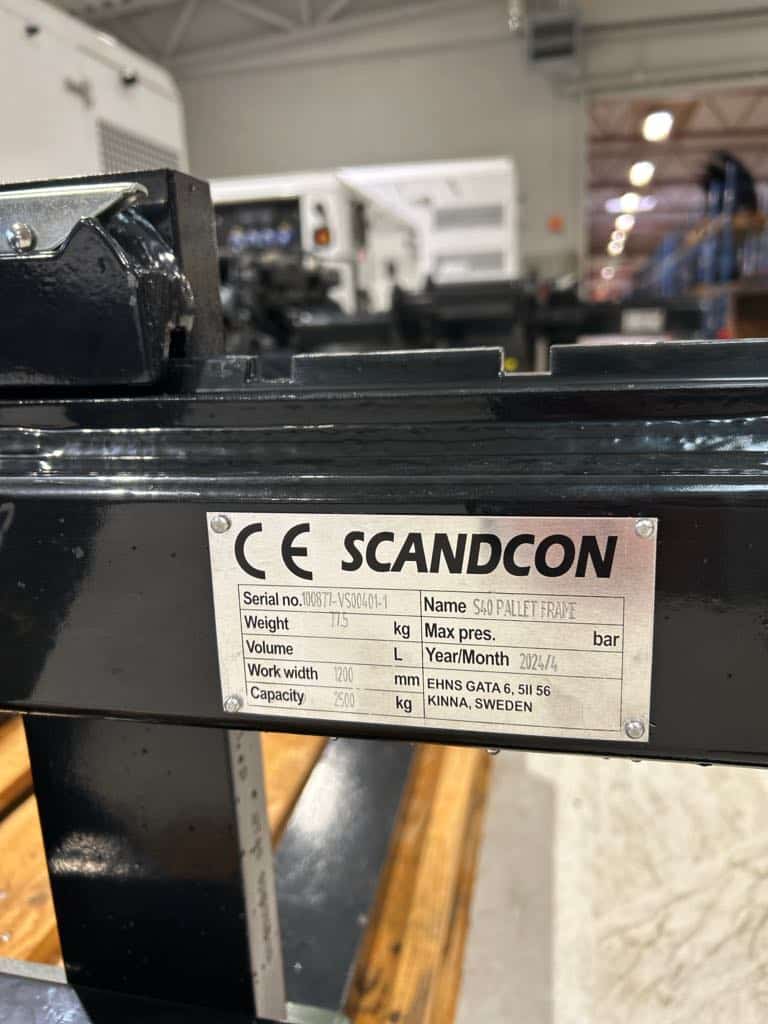 CE SCANDCON
Serial no. 100877-VS00401-1
Weight 77.5 kg
Volume L
Work width 1200 mm
Capacity 2500 kg
Name S40 PALLET FRAME
Max pres. bar
Year/Month 2024/4
EHNS GATA 6, 5II 56
KINNA, SWEDEN